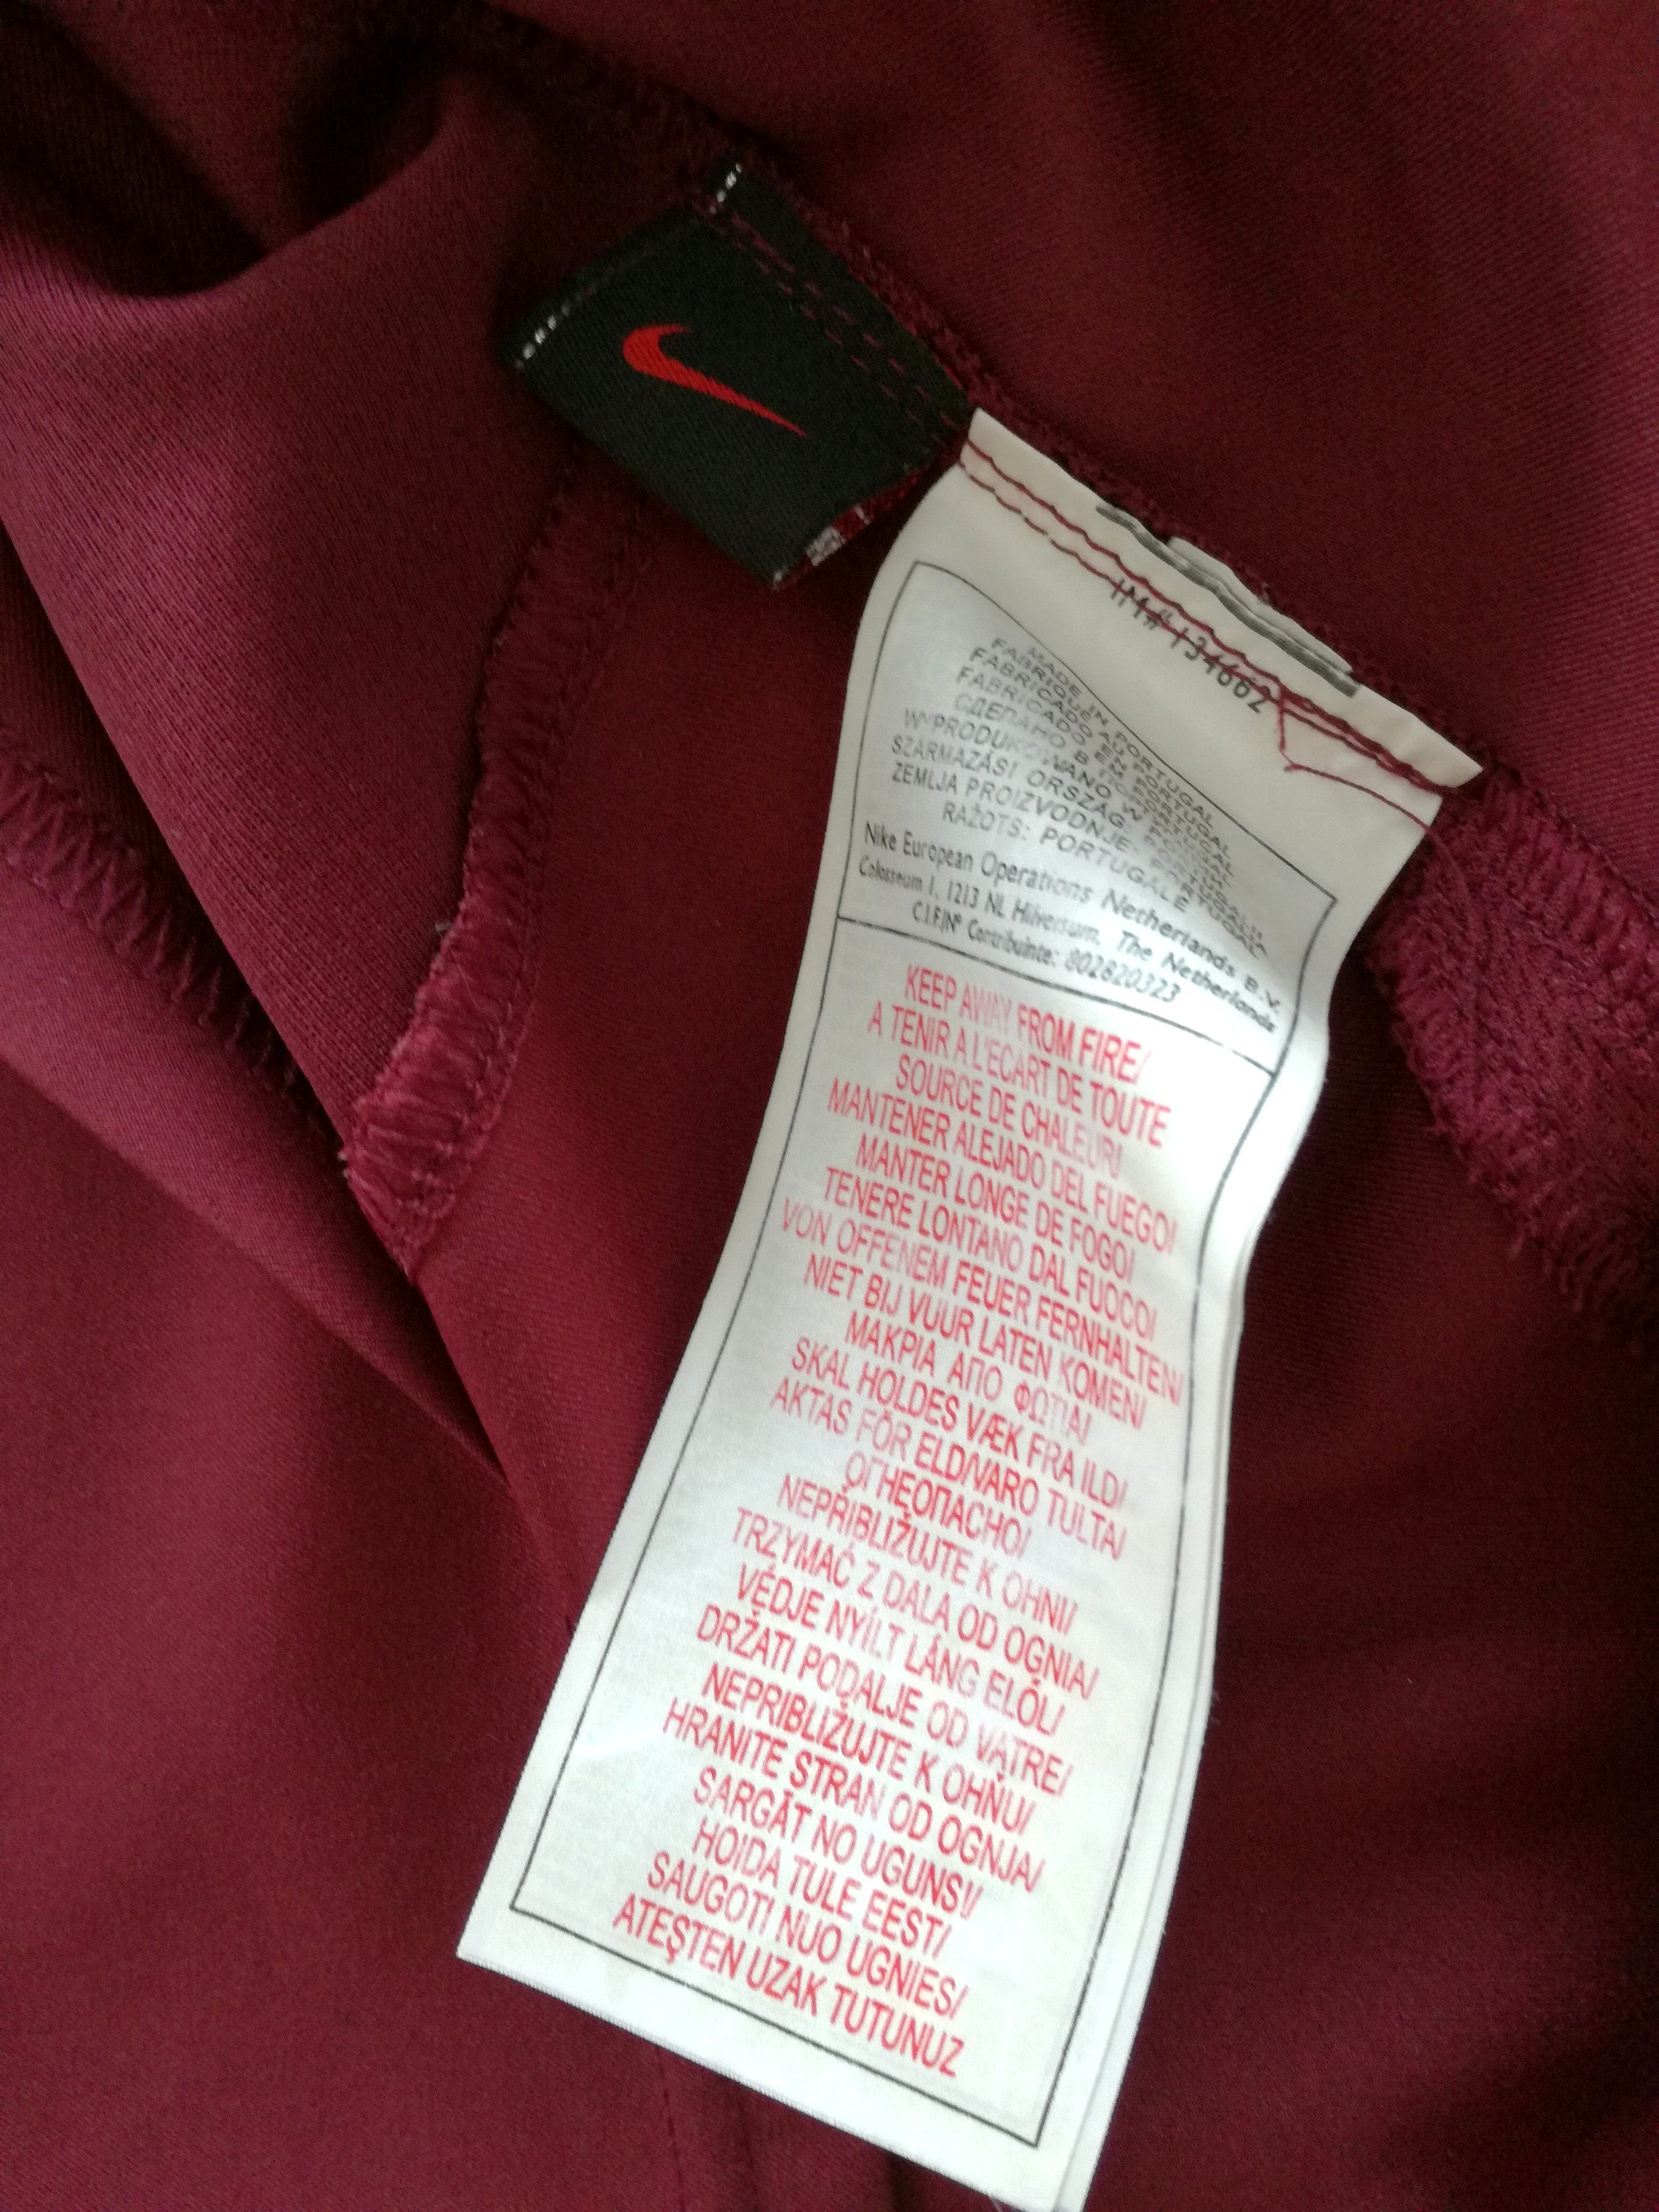 IM# 134662
MADE IN PORTUGAL
FABRIQUÉ AU PORTUGAL
FABRICADO EN PORTUGAL
FABRICADO EM PORTUGAL
СДЕЛАНО В ПОРТУГАЛИИ
WYPRODUKOWANO W PORTUGALII
SZÁRMAZÁSI ORSZÁG: PORTUGÁLIA
ZEMLJA PROIZVODNJE: PORTUGAL
RAŽOTS: PORTUGĀLE
Nike European Operations Netherlands B.V.
Colosseum 1, 1213 NL Hilversum, The Netherlands
C.I.F./Nº Contribuinte: 802820323
KEEP AWAY FROM FIRE/
A TENIR A L'ECART DE TOUTE
SOURCE DE CHALEUR/
MANTENER ALEJADO DEL FUEGO/
MANTER LONGE DE FOGO/
TENERE LONTANO DAL FUOCO/
VON OFFENEM FEUER FERNHALTEN/
NIET BIJ VUUR LATEN KOMEN/
ΜΑΚΡΙΑ ΑΠΟ ΦΩΤΙΑ/
SKAL HOLDES VÆK FRA ILD/
AKTAS FÖR ELD/VARO TULTA/
ОГНЕОПАСНО/
NEPŘIBLIŽUJTE K OHNI/
TRZYMAĆ Z DALA OD OGNIA/
VÉDJE NYÍLT LÁNG ELŐL/
DRŽATI PODALJE OD VATRE/
NEPRIBLIŽUJTE K OHŇU/
HRANITE STRAN OD OGNJA/
SARGĀT NO UGUNS!/
HOIDA TULE EEST/
SAUGOTI NUO UGNIES/
ATEŞTEN UZAK TUTUNUZ